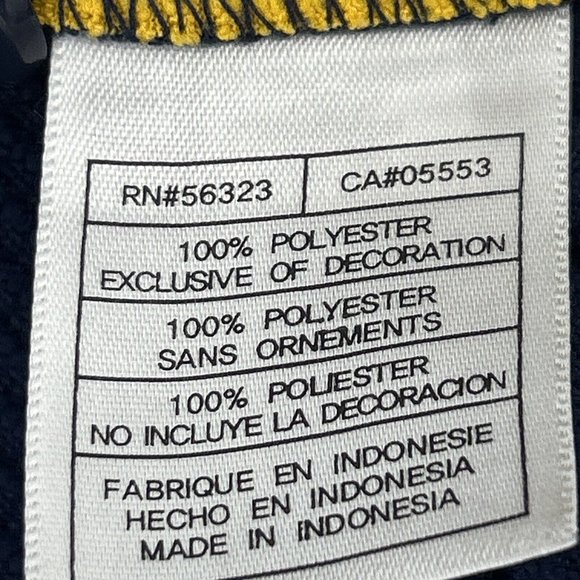 RN#56323 CA#05553
100% POLYESTER
EXCLUSIVE OF DECORATION
100% POLYESTER
SANS ORNEMENTS
100% POLIESTER
NO INCLUYE LA DECORACION
FABRIQUE EN INDONESIE
HECHO EN INDONESIA
MADE IN INDONESIA